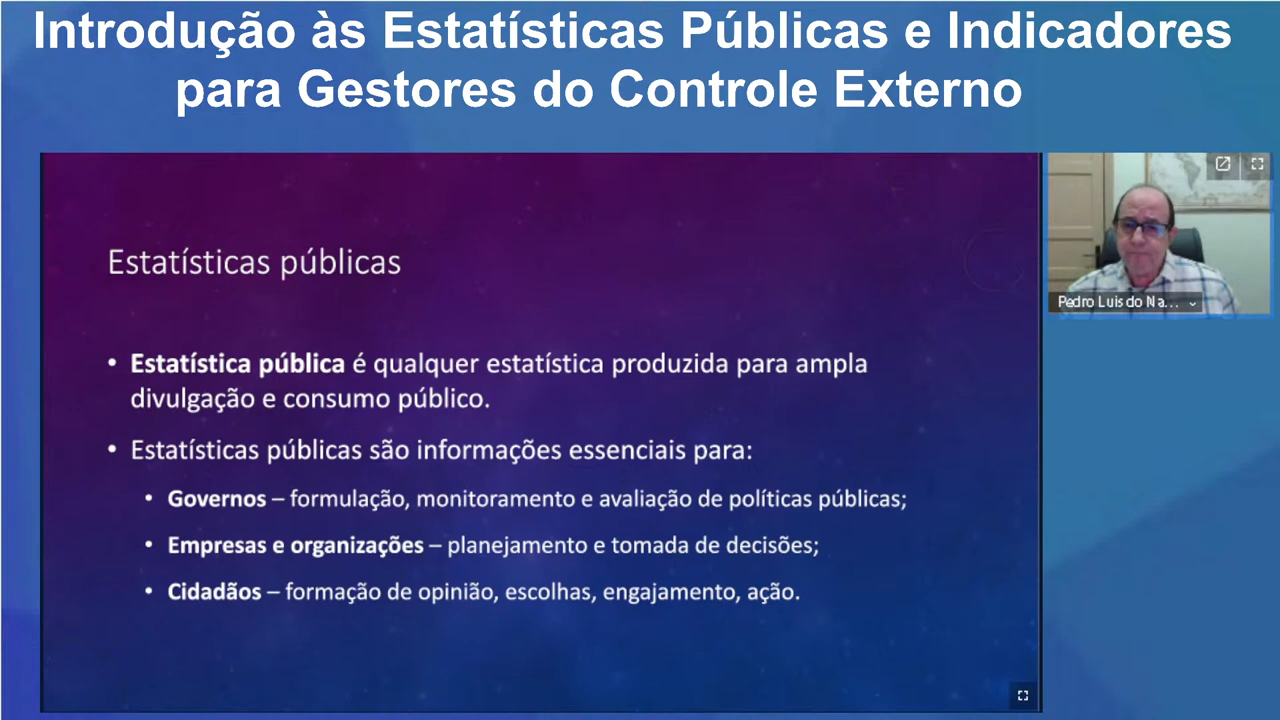 Introdução às Estatísticas Públicas e Indicadores
para Gestores do Controle Externo
Estatísticas públicas
• Estatística pública é qualquer estatística produzida para ampla
divulgação e consumo público.
• Estatísticas públicas são informações essenciais para:
• Governos – formulação, monitoramento e avaliação de políticas públicas;
• Empresas e organizações – planejamento e tomada de decisões;
• Cidadãos – formação de opinião, escolhas, engajamento, ação.
Pedro Luis do Na...